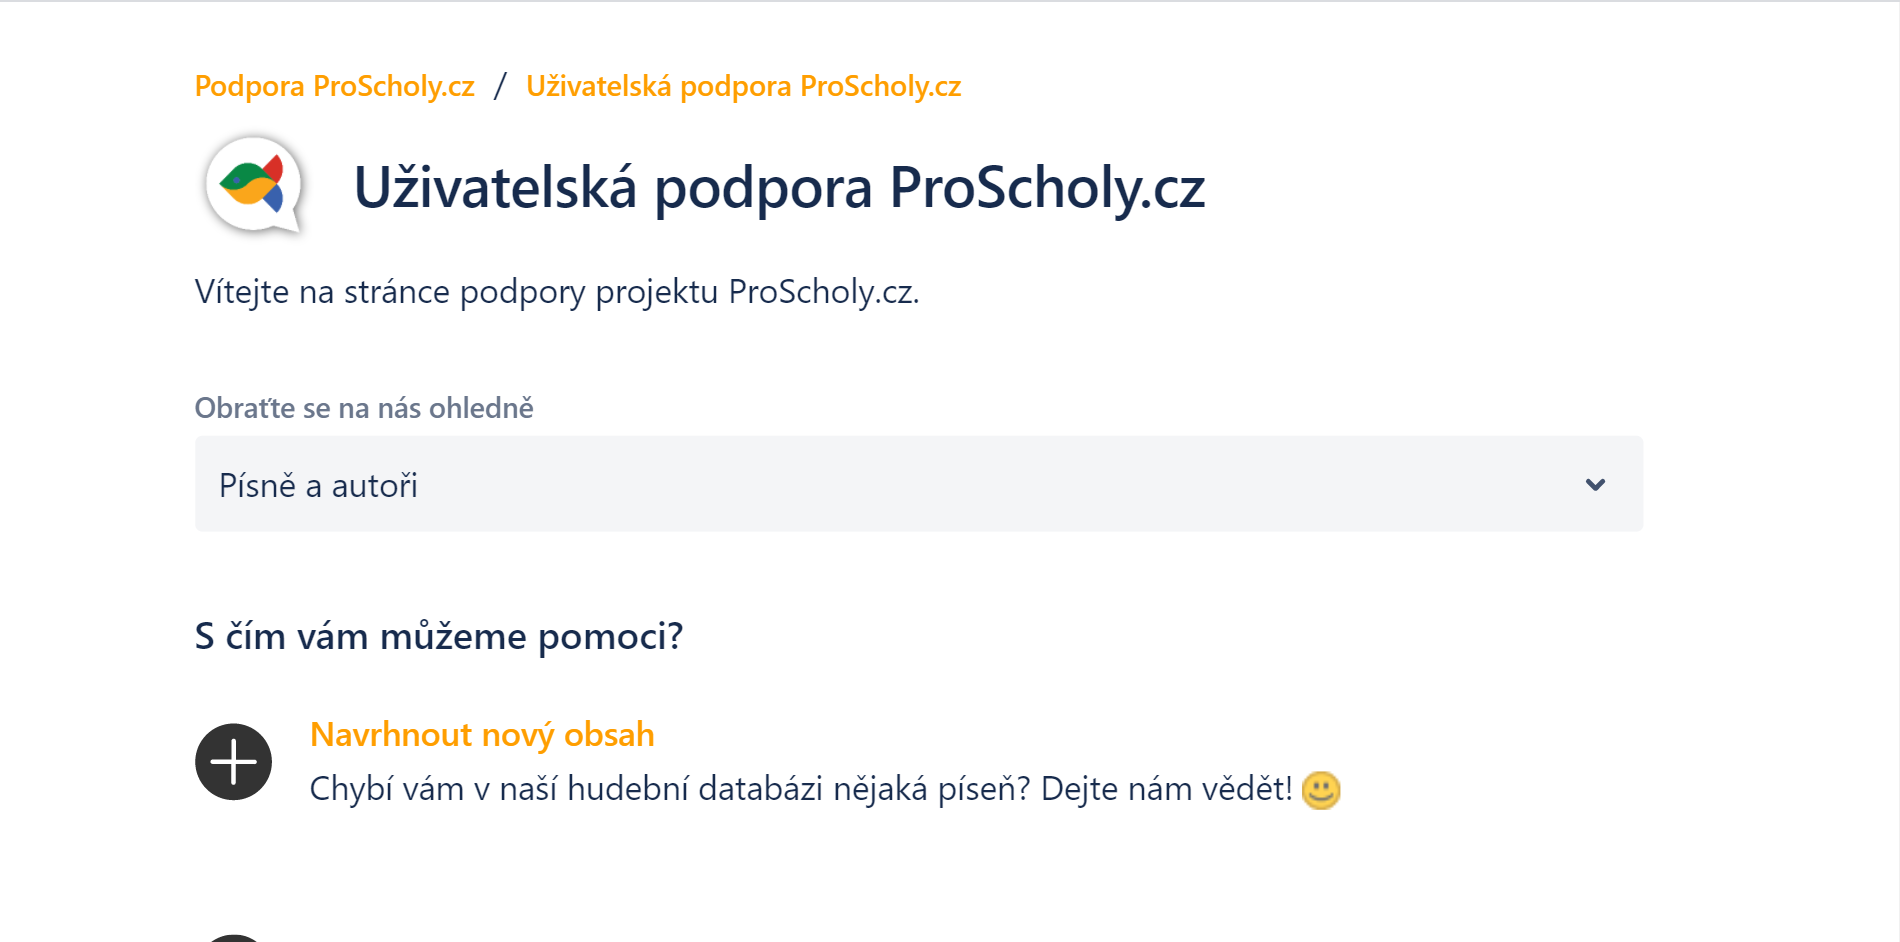 Podpora ProScholy.cz / Uživatelská podpora ProScholy.cz
Uživatelská podpora ProScholy.cz
Vítejte na stránce podpory projektu ProScholy.cz.
Obraťte se na nás ohledně
Písně a autoři
S čím vám můžeme pomoci?
Navrhnout nový obsah
Chybí vám v naší hudební databázi nějaká píseň? Dejte nám vědět! 🙂